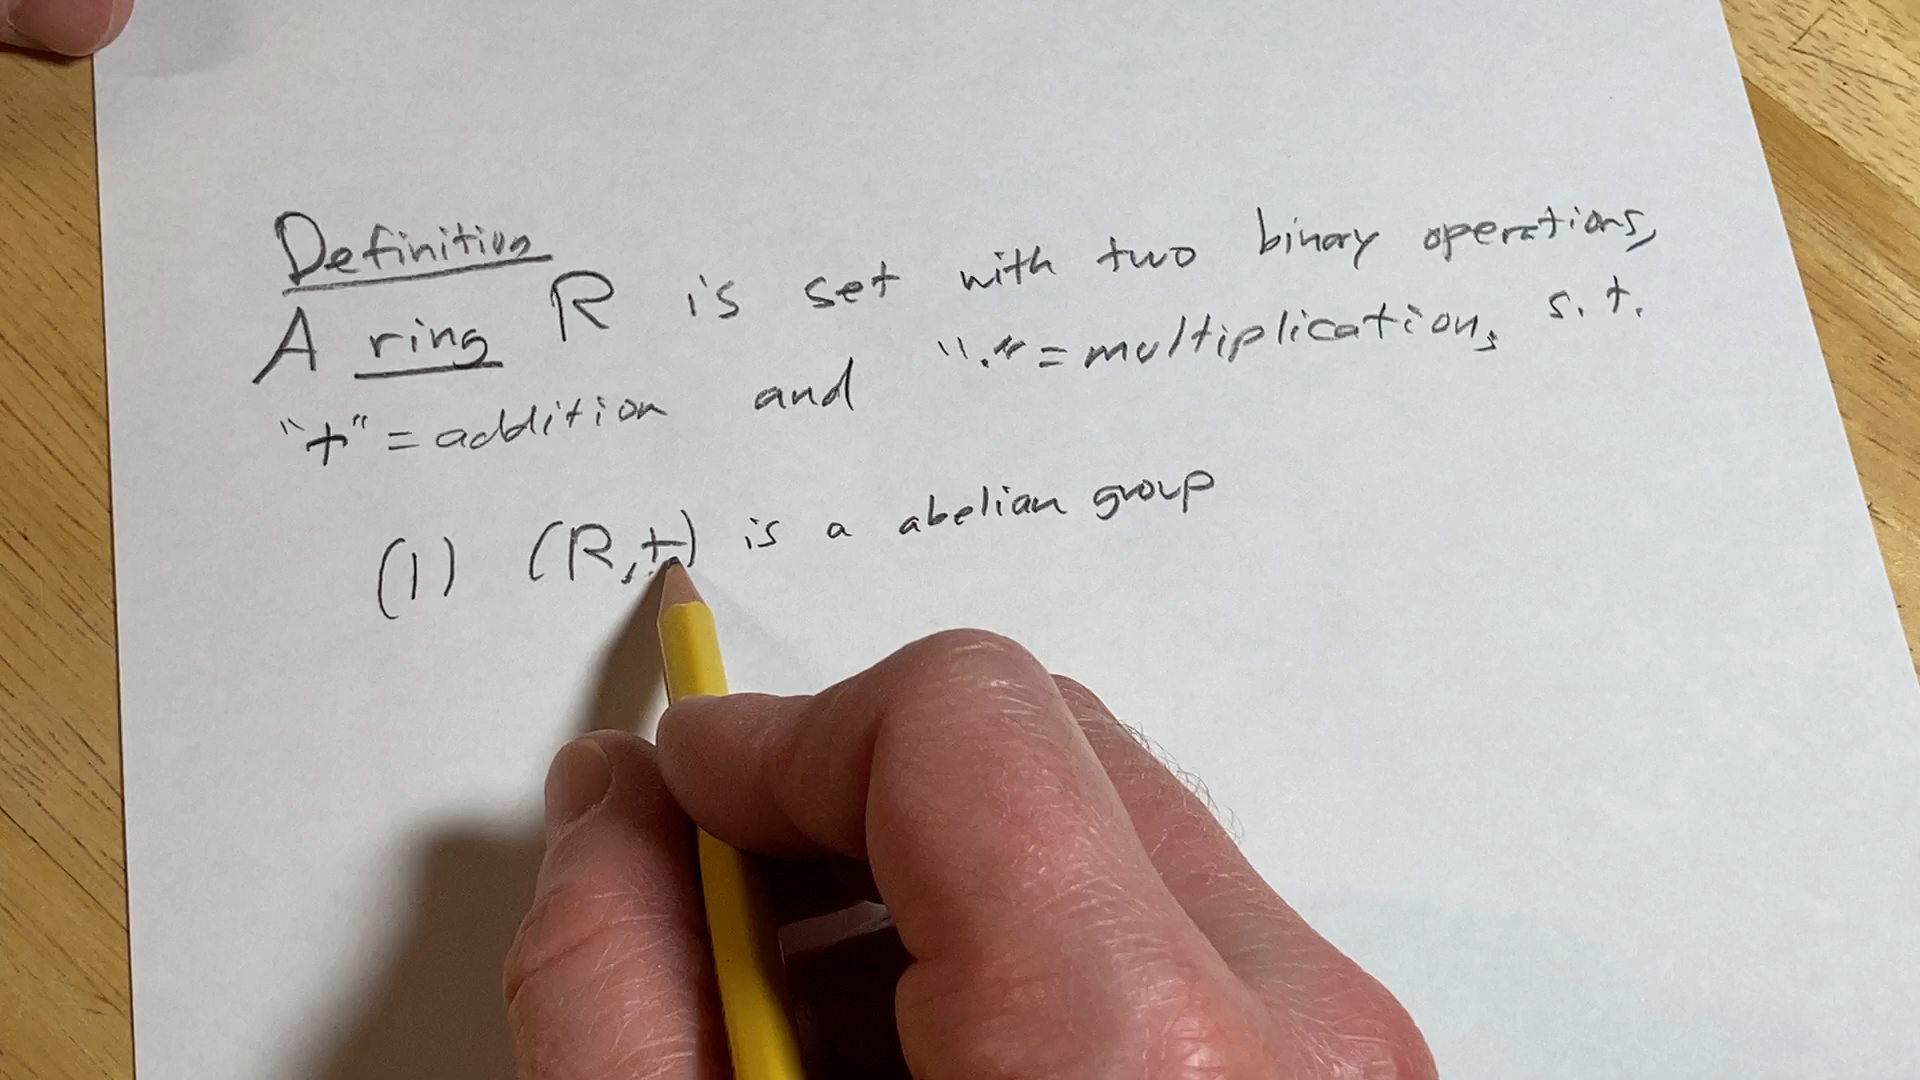 Definition
A ring R is set with two binary operations,
"+" = addition and "·" = multiplication, s.t.
(1) (R,+) is a abelian group